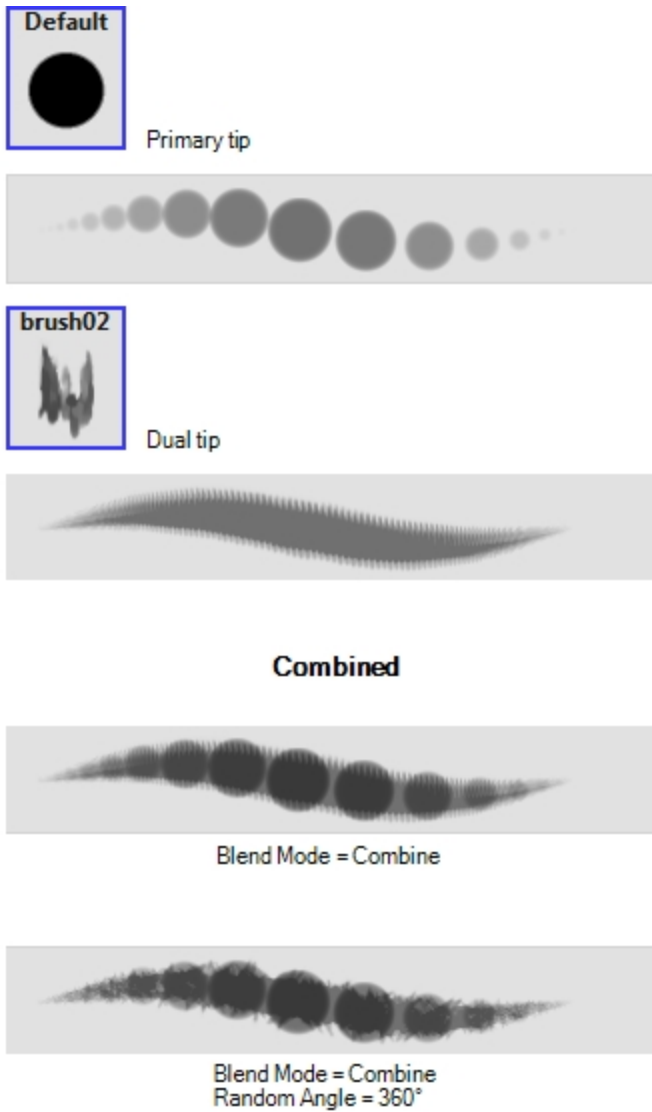 Default
Primary tip
brush02
Dual tip
Combined
Blend Mode = Combine
Blend Mode = Combine
Random Angle = 360°